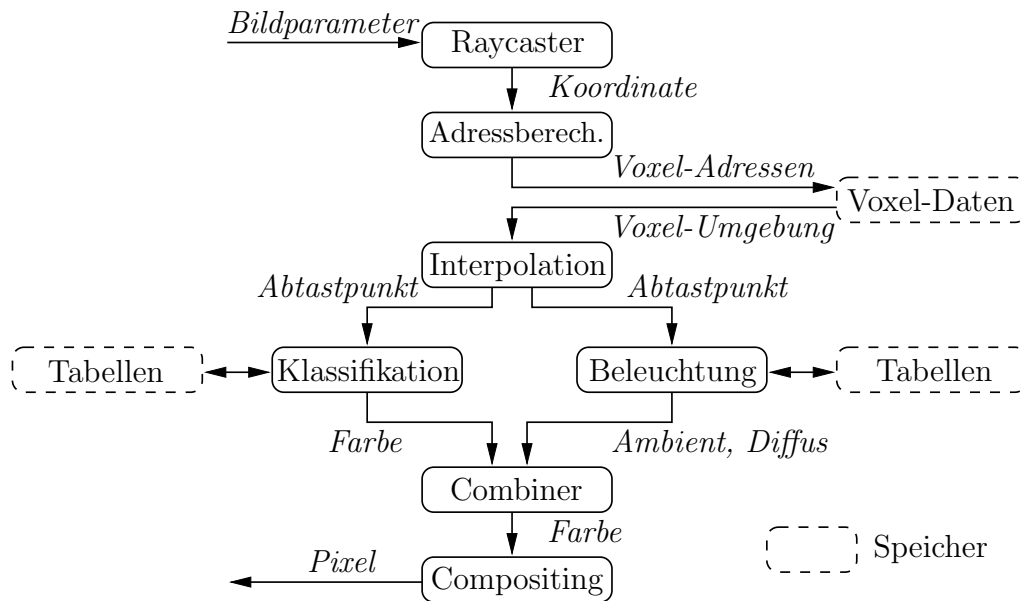 Bildparameter
Raycaster
Koordinate
Adressberech.
Voxel-Adressen
Voxel-Daten
Voxel-Umgebung
Interpolation
Abtastpunkt
Abtastpunkt
Tabellen
Klassifikation
Beleuchtung
Tabellen
Farbe
Ambient, Diffus
Combiner
Farbe
Speicher
Pixel
Compositing